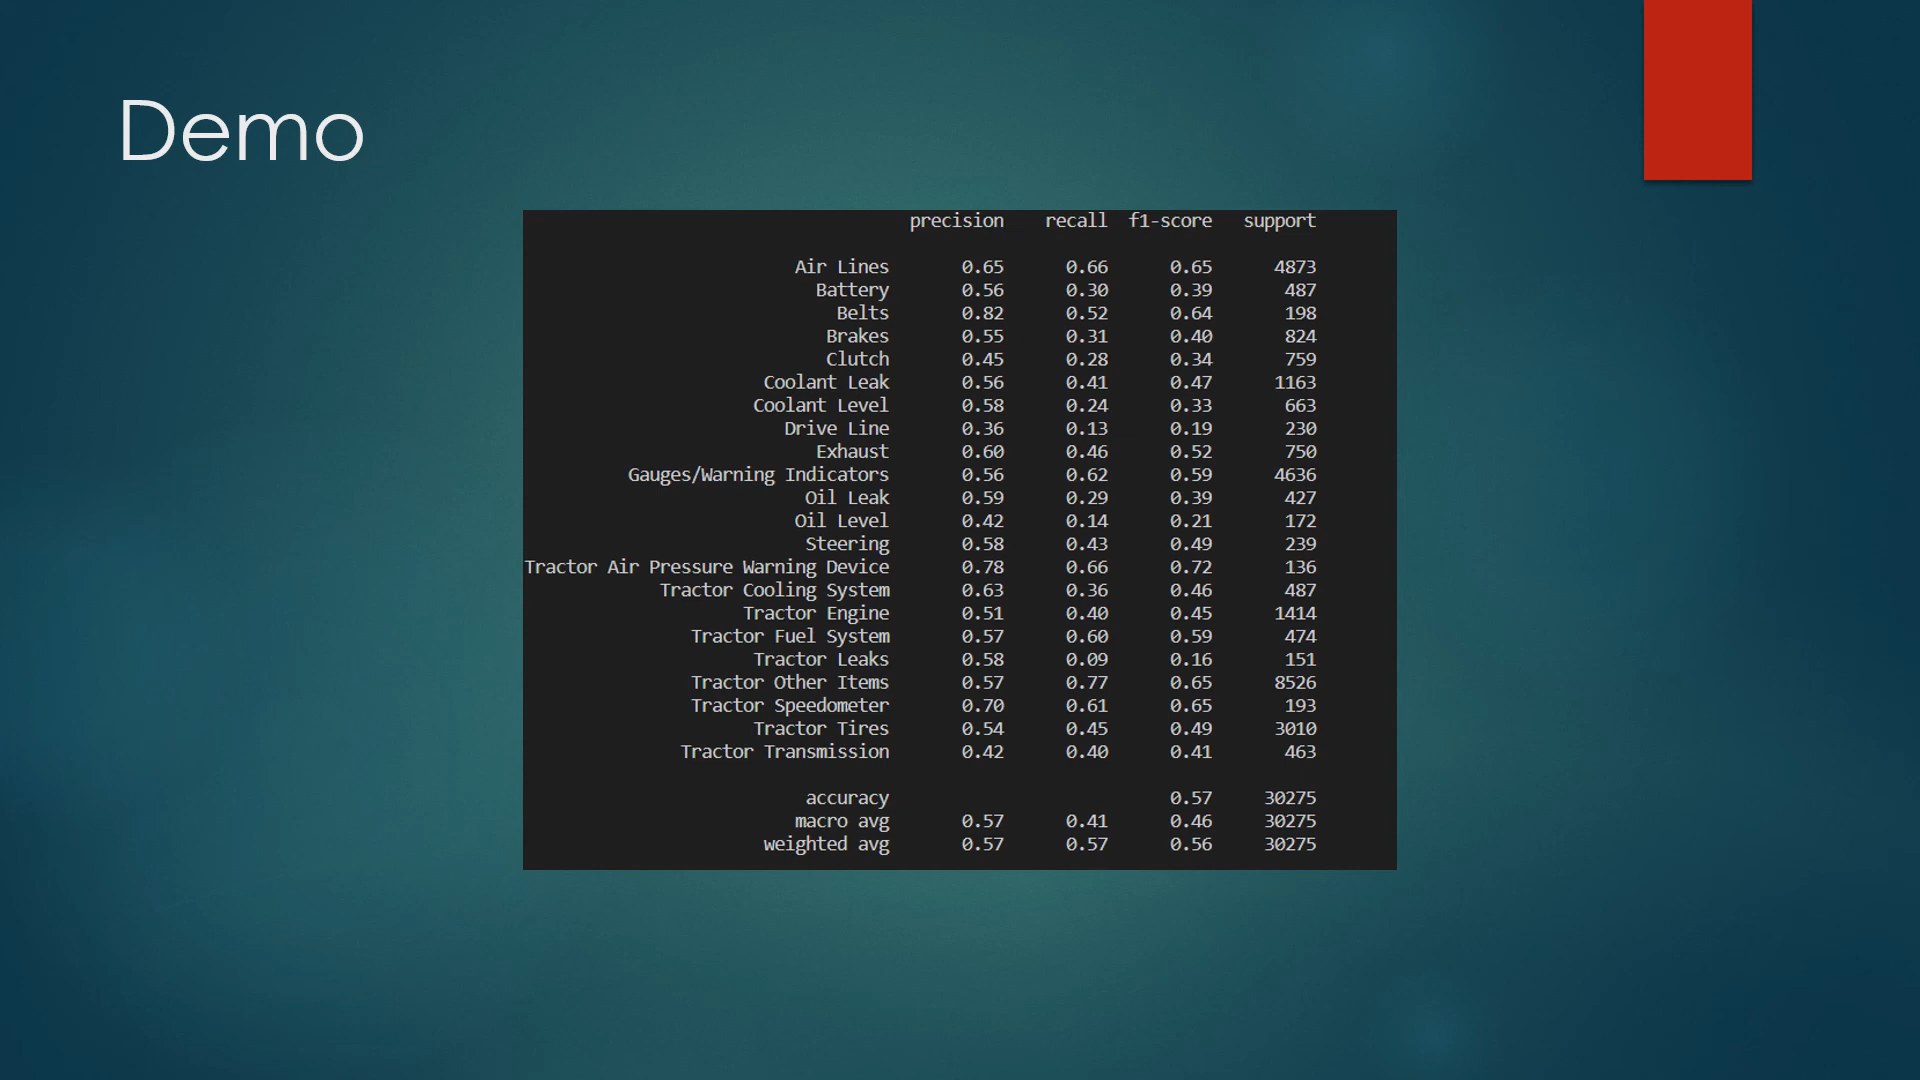 Demo
precision recall f1-score support
Air Lines 0.65 0.66 0.65 4873
Battery 0.56 0.30 0.39 487
Belts 0.82 0.52 0.64 198
Brakes 0.55 0.31 0.40 824
Clutch 0.45 0.28 0.34 759
Coolant Leak 0.56 0.41 0.47 1163
Coolant Level 0.58 0.24 0.33 663
Drive Line 0.36 0.13 0.19 230
Exhaust 0.60 0.46 0.52 750
Gauges/Warning Indicators 0.56 0.62 0.59 4636
Oil Leak 0.59 0.29 0.39 427
Oil Level 0.42 0.14 0.21 172
Steering 0.58 0.43 0.49 239
Tractor Air Pressure Warning Device 0.78 0.66 0.72 136
Tractor Cooling System 0.63 0.36 0.46 487
Tractor Engine 0.51 0.40 0.45 1414
Tractor Fuel System 0.57 0.60 0.59 474
Tractor Leaks 0.58 0.09 0.16 151
Tractor Other Items 0.57 0.77 0.65 8526
Tractor Speedometer 0.70 0.61 0.65 193
Tractor Tires 0.54 0.45 0.49 3010
Tractor Transmission 0.42 0.40 0.41 463
accuracy 0.57 30275
macro avg 0.57 0.41 0.46 30275
weighted avg 0.57 0.57 0.56 30275